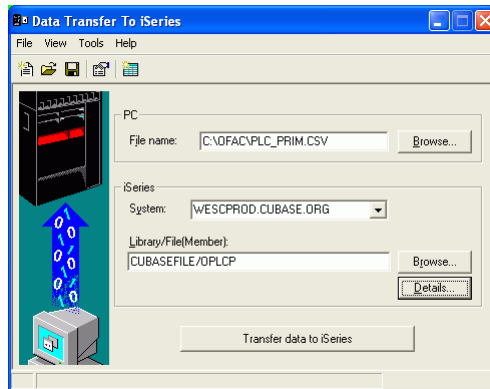 Data Transfer To iSeries
File View Tools Help
PC
File name: C:\OFAC\PLC_PRIM.CSV Browse...
iSeries
System: WESCPROD.CUBASE.ORG
Library/File(Member):
CUBASEFILE/OPLCP Browse...
Details...
Transfer data to iSeries